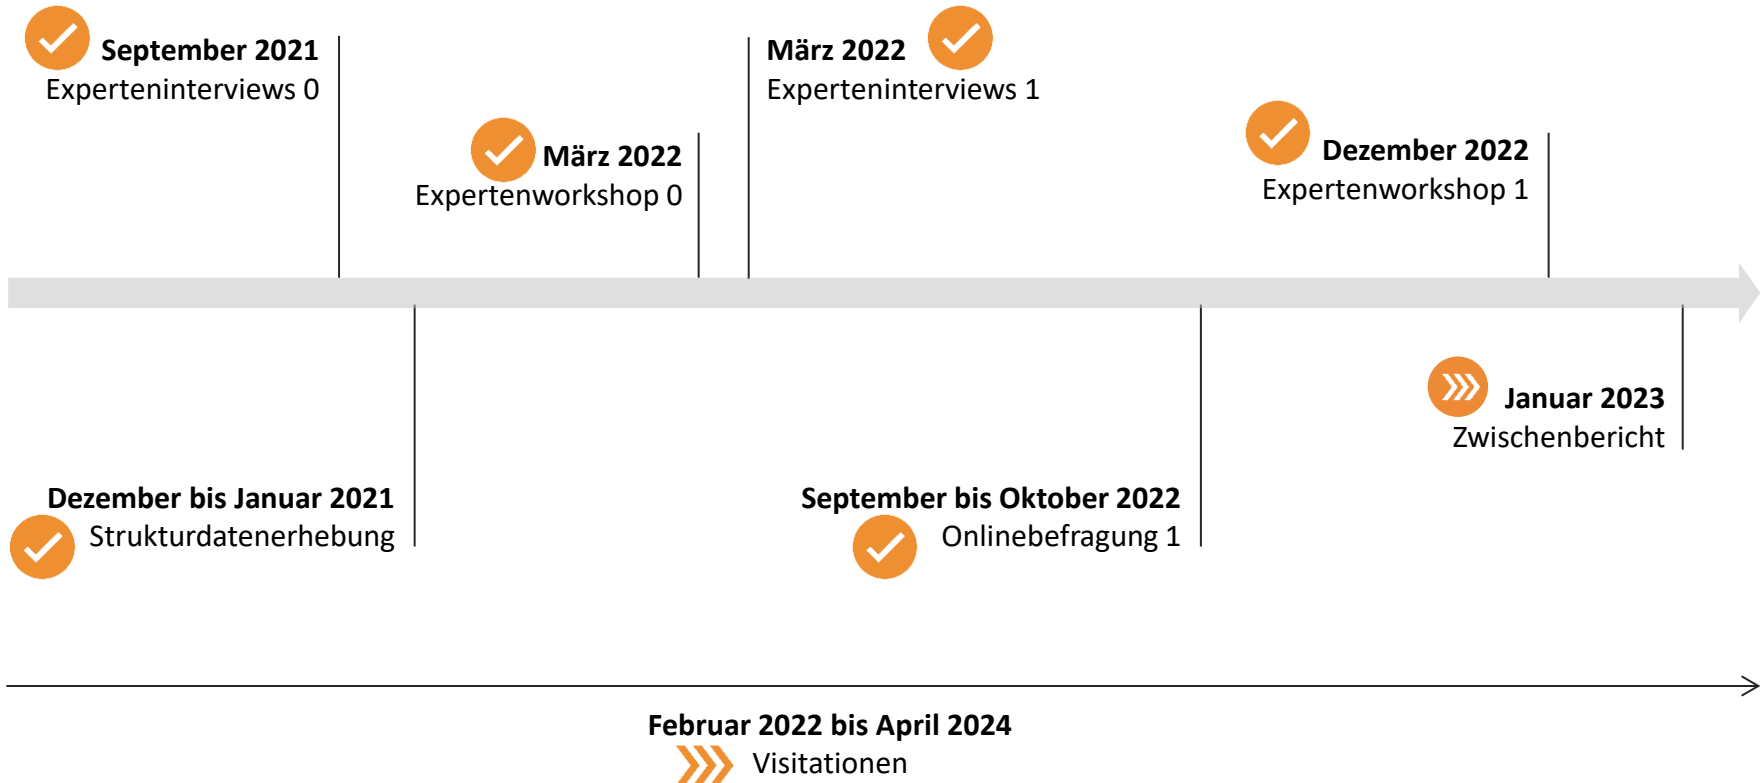 September 2021
Experteninterviews 0
März 2022
Expertenworkshop 0
März 2022
Experteninterviews 1
Dezember 2022
Expertenworkshop 1
Dezember bis Januar 2021
Strukturdatenerhebung
September bis Oktober 2022
Onlinebefragung 1
Januar 2023
Zwischenbericht
Februar 2022 bis April 2024
Visitationen